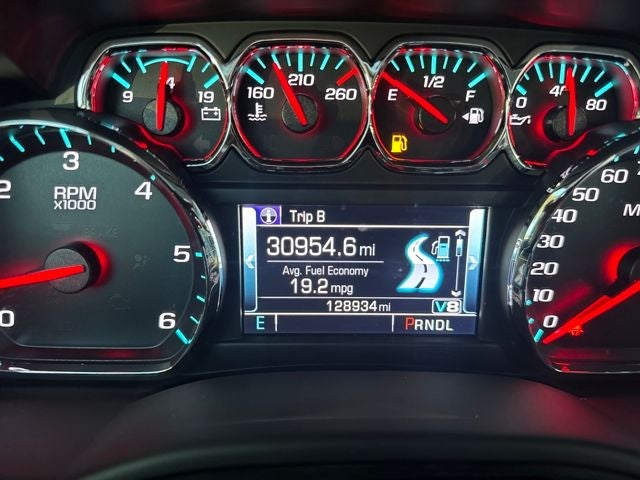 9 14 19
160 210 260
E 1/2 F
0 40 80
2 3 4 5 6 0
RPM
x1000
Trip B
30954.6 mi
Avg. Fuel Economy
19.2 mpg
128934 mi V8
E PRNDL
60
50
40
30
20
10
0